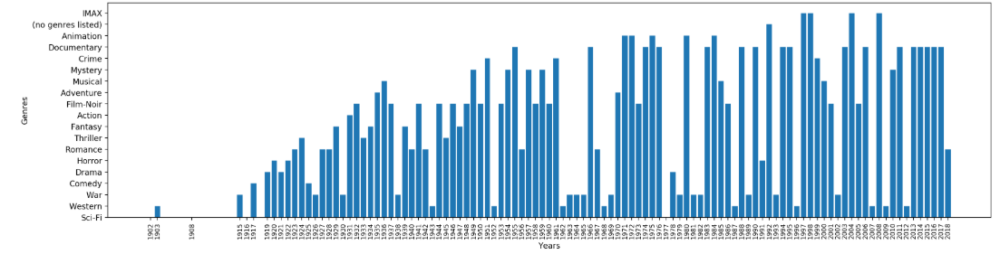 IMAX
(no genres listed)
Animation
Documentary
Crime
Mystery
Musical
Adventure
Film-Noir
Action
Fantasy
Thriller
Romance
Horror
Drama
Comedy
War
Western
Sci-Fi
Genres
1902 1903 1908 1915 1916 1917 1919 1920 1921 1922 1923 1924 1925 1926 1927 1928 1929 1930 1931 1932 1933 1934 1935 1936 1937 1938 1939 1940 1941 1942 1943 1944 1945 1946 1947 1948 1949 1950 1951 1952 1953 1954 1955 1956 1957 1958 1959 1960 1961 1962 1963 1964 1965 1966 1967 1968 1969 1970 1971 1972 1973 1974 1975 1976 1977 1978 1979 1980 1981 1982 1983 1984 1985 1986 1987 1988 1989 1990 1991 1992 1993 1994 1995 1996 1997 1998 1999 2000 2001 2002 2003 2004 2005 2006 2007 2008 2009 2010 2011 2012 2013 2014 2015 2016 2017 2018
Years